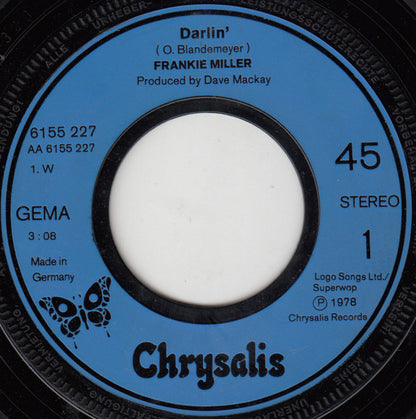 Darlin'
( O. Blandemeyer )
FRANKIE MILLER
Produced by Dave Mackay
6155 227
AA 6155 227
1. W
GEMA
3 : 08
Made in
Germany
45
STEREO
1
Logo Songs Ltd./
Superwop
Ⓟ 1978
Chrysalis Records
Chrysalis